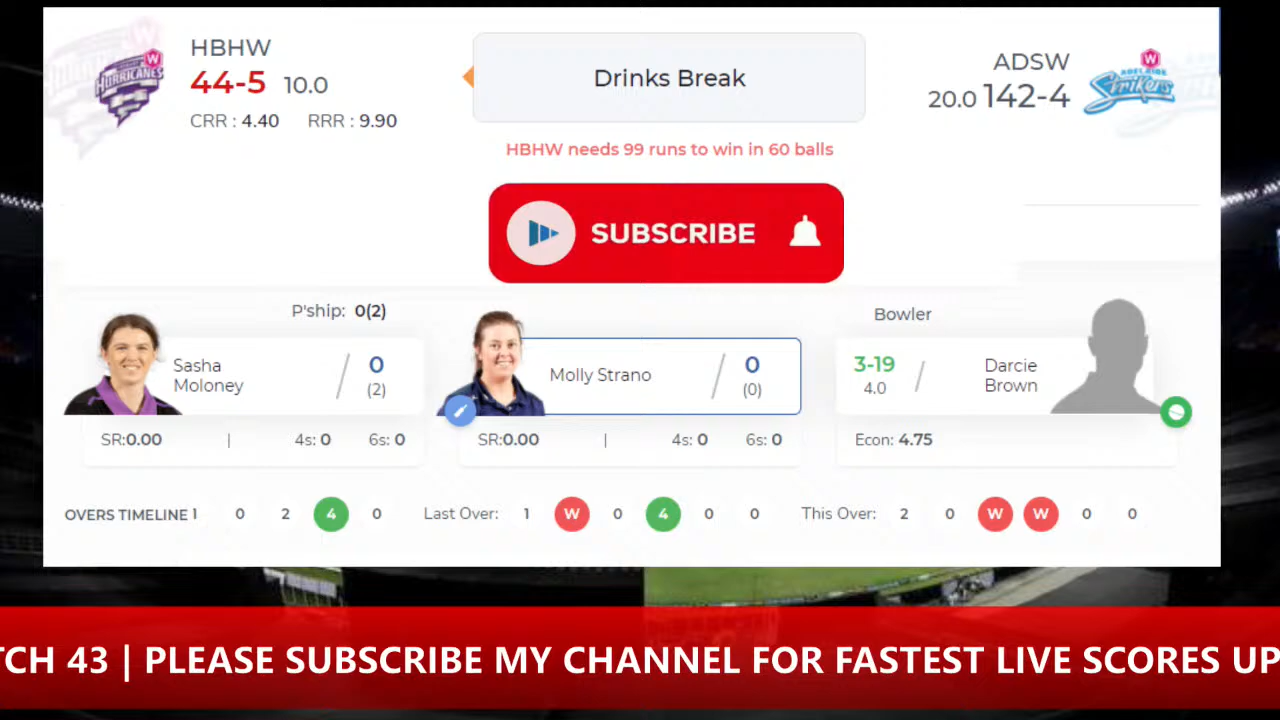 HBHW
44-5 10.0
CRR : 4.40 RRR : 9.90
Drinks Break
HBHW needs 99 runs to win in 60 balls
ADSW
20.0 142-4
W
HURRICANES
W
ADELAIDE
STRIKERS
SUBSCRIBE
P'ship: 0(2)
Sasha
Moloney
/ 0
(2)
SR:0.00 | 4s: 0 6s: 0
Molly Strano / 0
(0)
SR:0.00 | 4s: 0 6s: 0
Bowler
3-19
4.0 /
Darcie
Brown
Econ: 4.75
OVERS TIMELINE 1 0 2 4 0 Last Over: 1 W 0 4 0 0 This Over: 2 0 W W 0 0
TCH 43 | PLEASE SUBSCRIBE MY CHANNEL FOR FASTEST LIVE SCORES UP